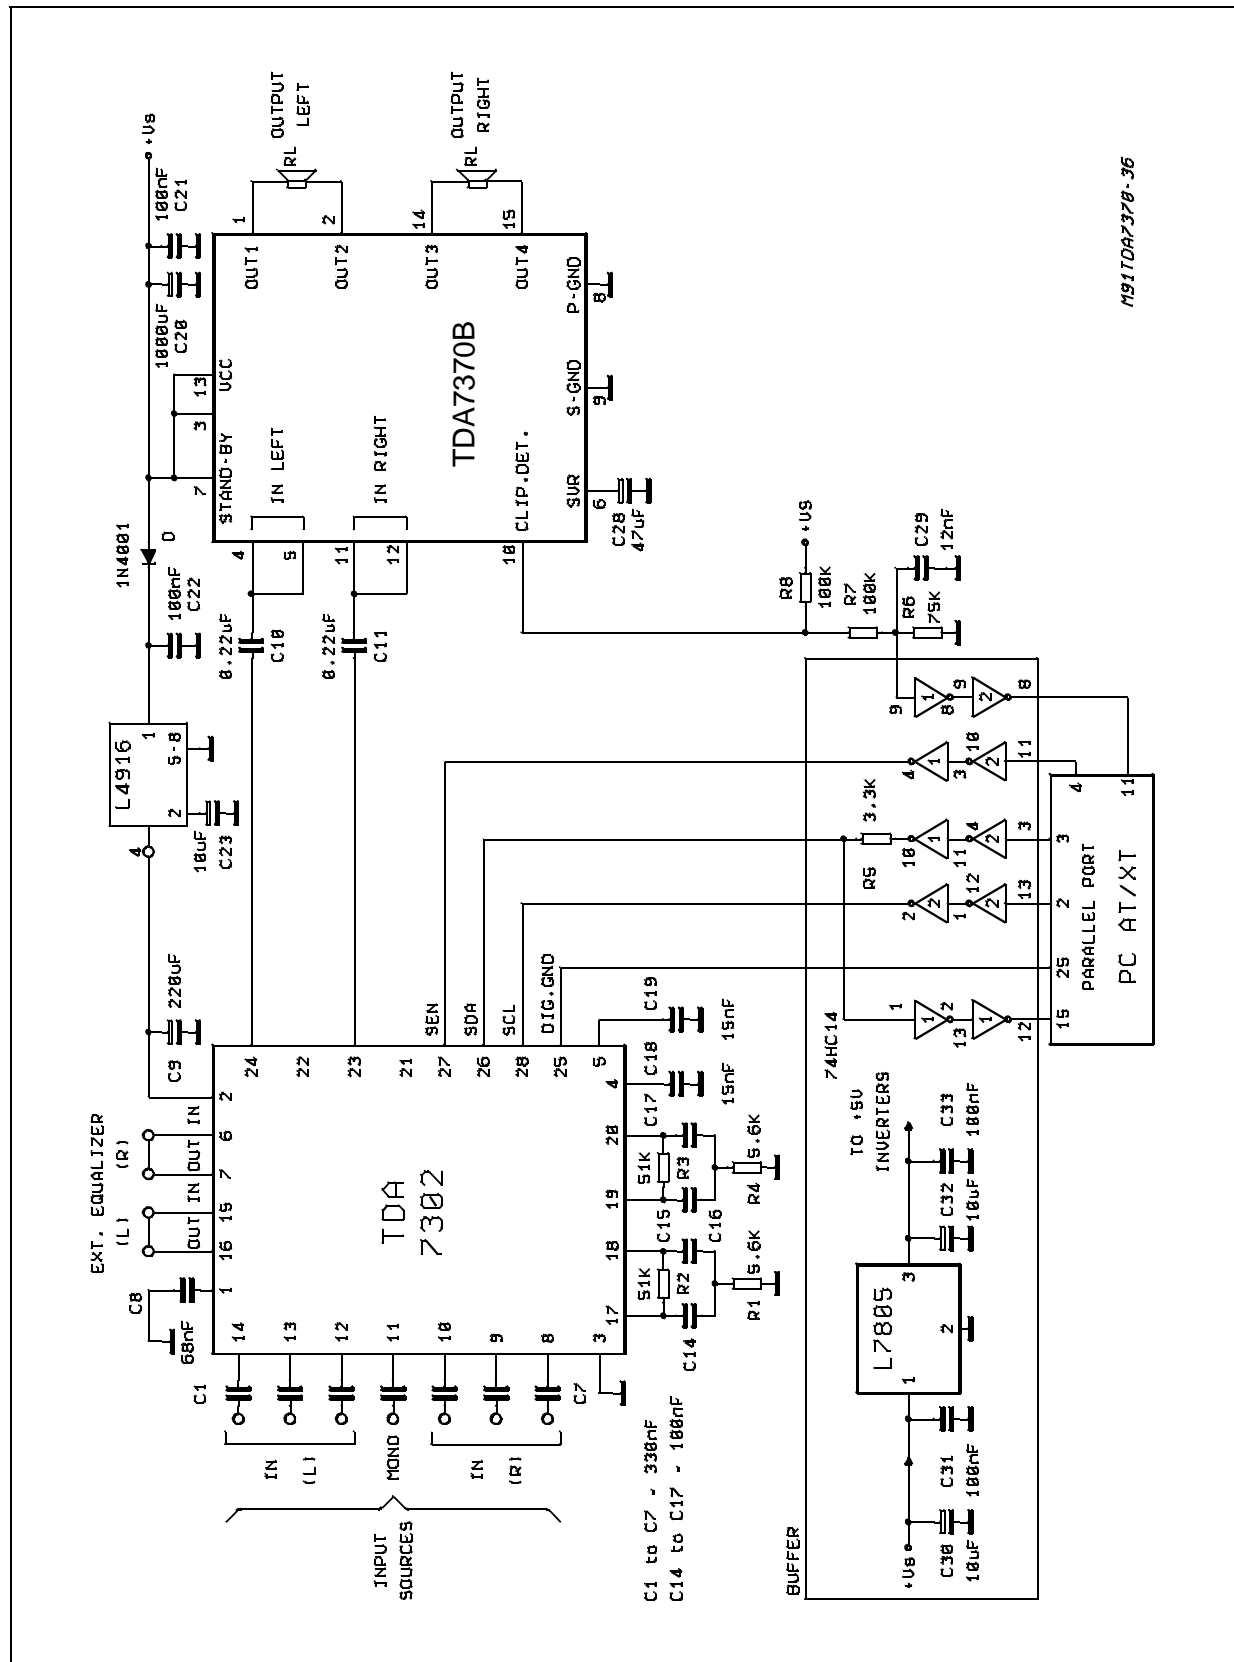 EXT. EQUALIZER
(L)
(R)
OUT IN
OUT IN
C8
68nF
C9
220uF
4
L4916
1
2
5-8
10uF
C23
100nF
C22
1N4001
D
+Vs
1000uF
C20
100nF
C21
INPUT
SOURCES
IN
(L)
MONO
IN
(R)
C1
C7
14
13
12
11
10
9
8
3
1
16
15
7
6
2
TDA
7302
24
22
23
21
27
26
28
25
5
4
20
19
18
17
SEN
SDA
SCL
DIG.GND
0.22uF
C10
0.22uF
C11
4
5
11
12
10
7
3
13
STAND-BY
VCC
IN LEFT
IN RIGHT
CLIP.DET.
TDA7370B
OUT1
OUT2
OUT3
OUT4
1
2
14
15
SVR
6
S-GND
9
P-GND
8
RL
OUTPUT
LEFT
RL
OUTPUT
RIGHT
C28
47uF
C14
51K
R2
C15
R1
5.6K
C16
51K
R3
C17
R4
5.6K
C18
15nF
C19
15nF
C1 to C7 - 330nF
C14 to C17 - 100nF
R8
100K
+VS
R7
100K
R6
75K
C29
12nF
BUFFER
+Vs
C30
10uF
C31
100nF
L7805
1
3
2
C32
10uF
C33
100nF
TO +5V
INVERTERS
74HC14
1
1
2
13
1
12
2
2
1
12
2
13
R5
3.3K
10
1
11
4
2
3
4
1
3
10
2
11
9
1
8
9
2
8
15
25
2
3
4
11
PARALLEL PORT
PC AT/XT
M91TDA7370-36